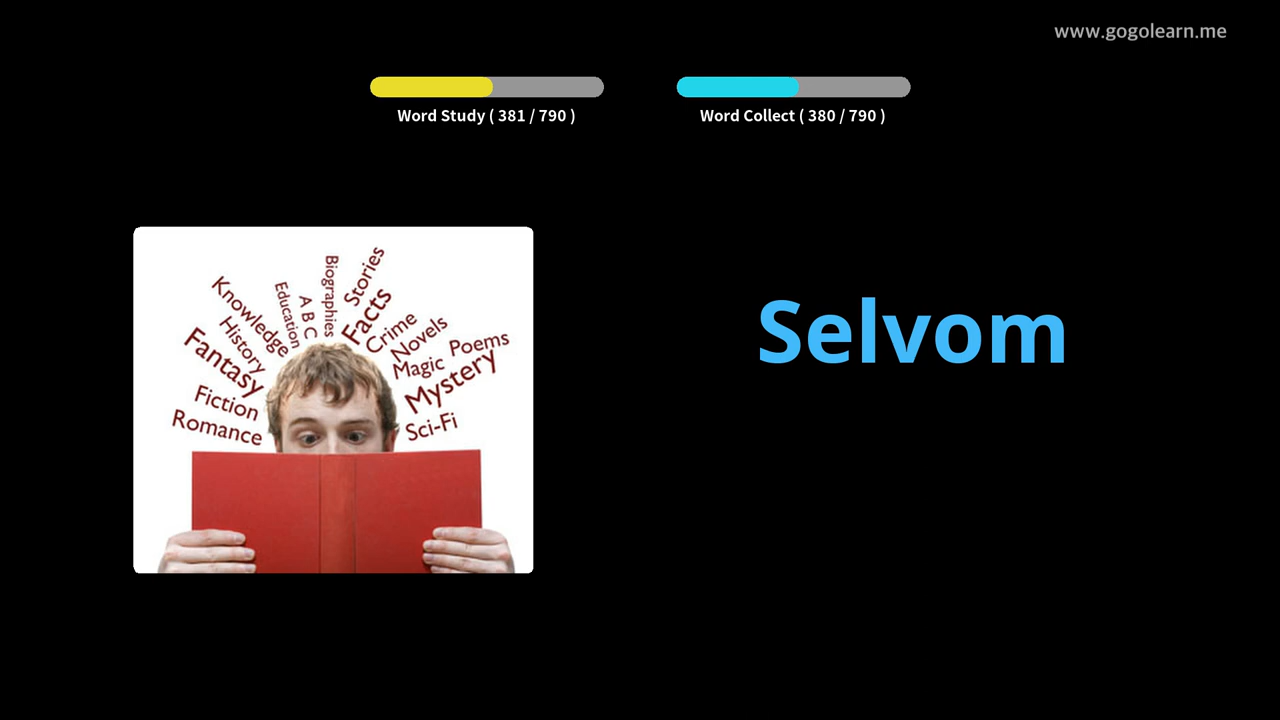 www.gogolearn.me
Word Study ( 381 / 790 )
Word Collect ( 380 / 790 )
Selvom
Biographies
Stories
Education
A B C
Facts
Knowledge
History
Crime
Novels
Poems
Magic
Fantasy
Mystery
Fiction
Romance
Sci-Fi